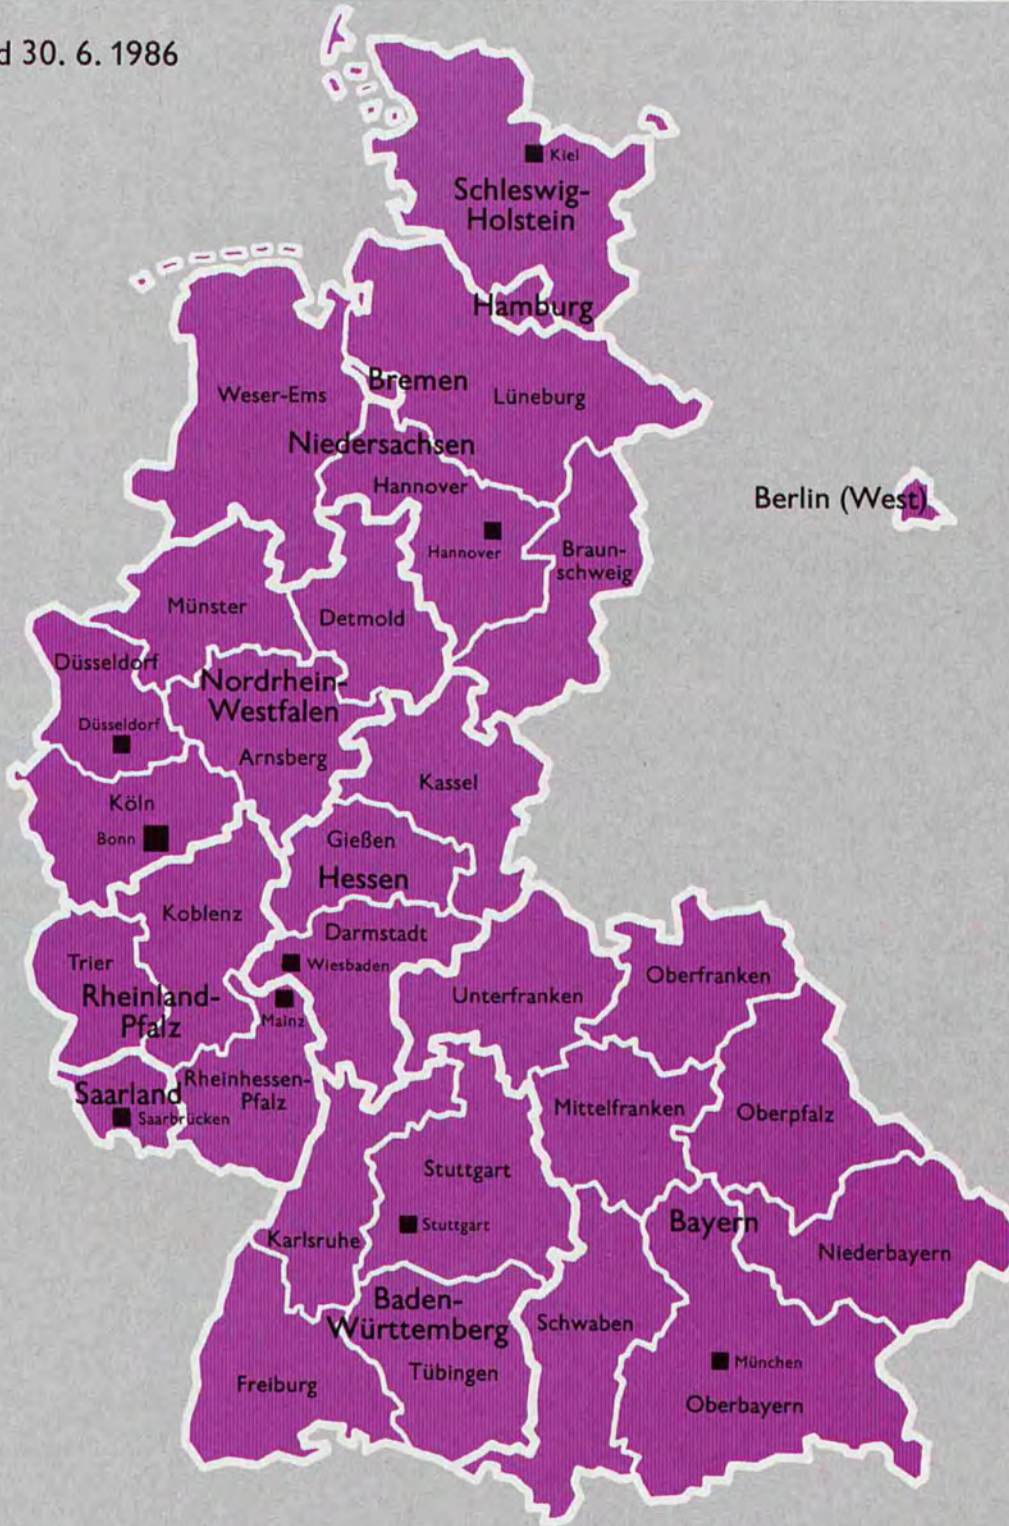 30. 6. 1986
Kiel
Schleswig-
Holstein
Hamburg
Bremen
Weser-Ems
Lüneburg
Niedersachsen
Hannover
Berlin (West)
Hannover
Braun-
schweig
Münster
Detmold
Düsseldorf
Nordrhein-
Westfalen
Düsseldorf
Arnsberg
Kassel
Köln
Bonn
Gießen
Hessen
Koblenz
Darmstadt
Trier
Wiesbaden
Oberfranken
Rheinland-
Pfalz
Unterfranken
Mainz
Saarland
Rheinhessen-
Pfalz
Saarbrücken
Mittelfranken
Oberpfalz
Stuttgart
Stuttgart
Bayern
Karlsruhe
Niederbayern
Baden-
Württemberg
Schwaben
Tübingen
München
Freiburg
Oberbayern